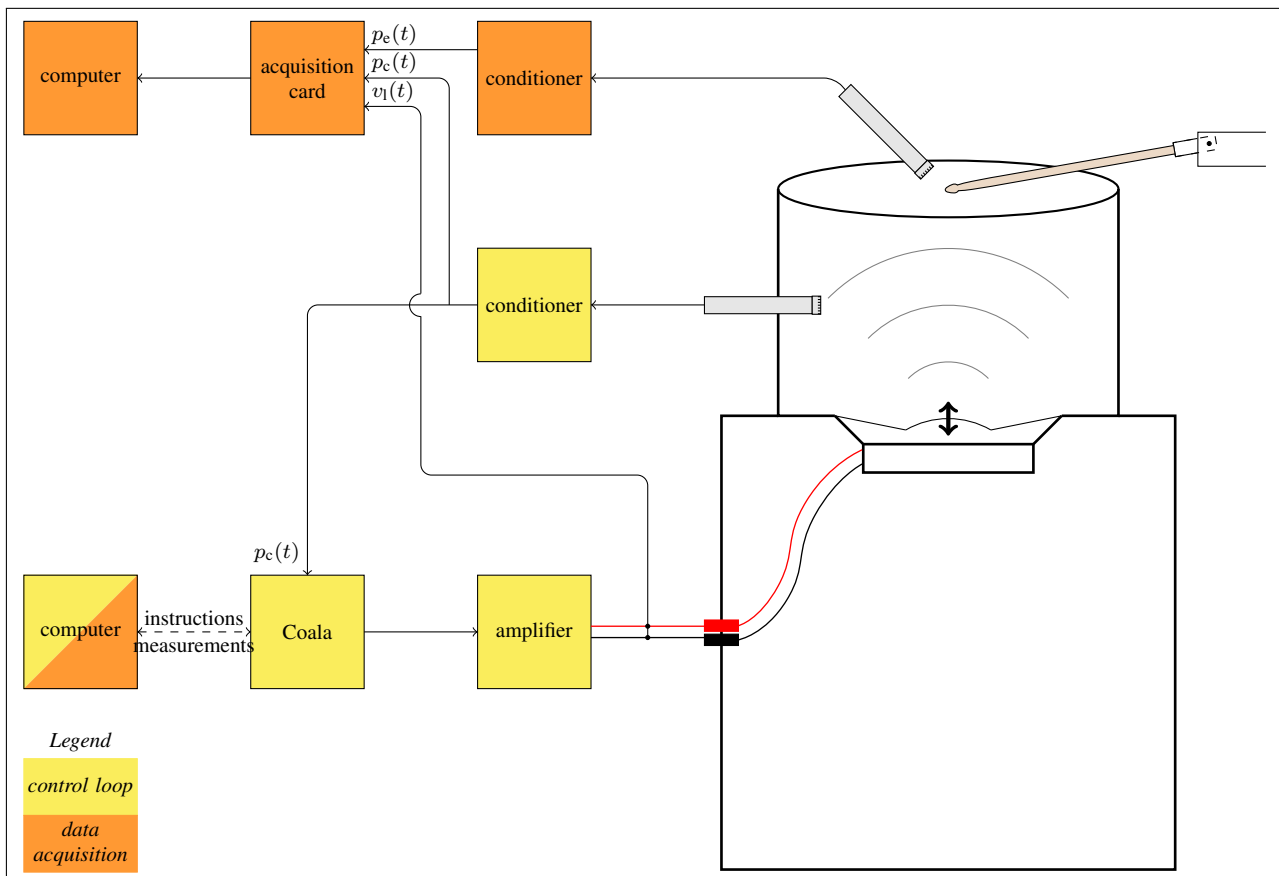 computer
acquisition
card
p_e(t)
p_c(t)
v_l(t)
conditioner
conditioner
p_c(t)
computer
instructions
measurements
Coala
amplifier
Legend
control loop
data
acquisition